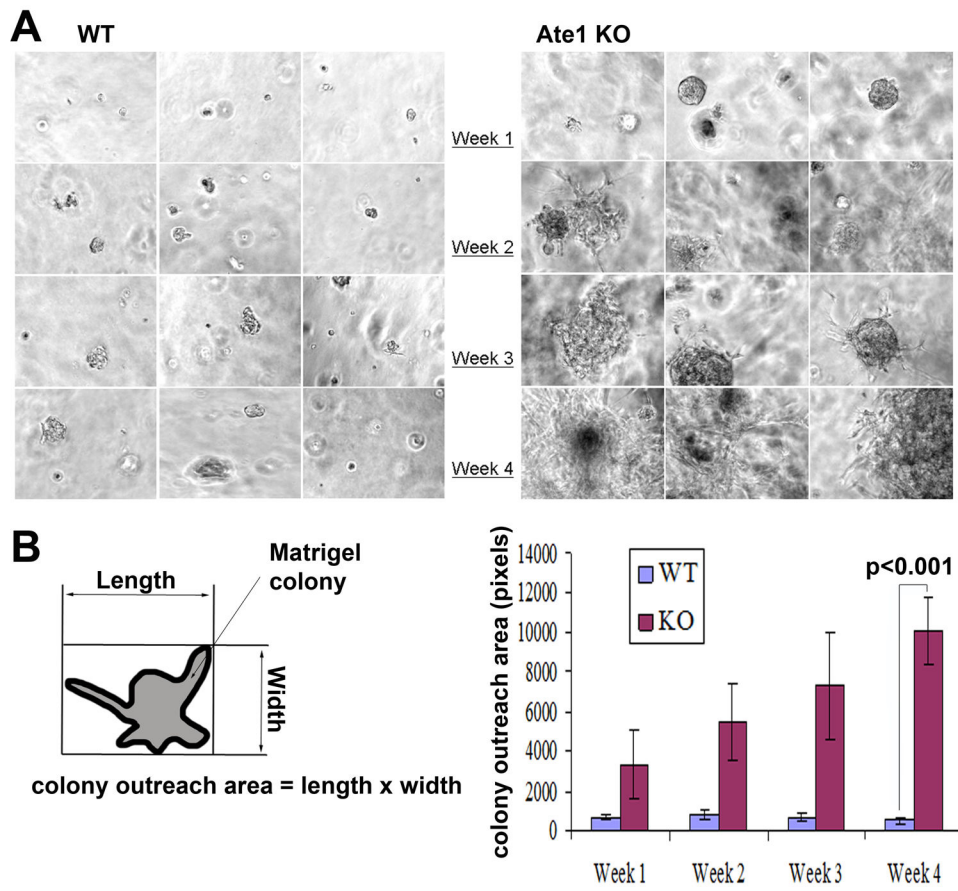 A
WT
Ate1 KO
Week 1
Week 2
Week 3
Week 4
B
Length
Matrigel
colony
Width
colony outreach area = length x width
colony outreach area (pixels)
14000
12000
10000
8000
6000
4000
2000
0
WT
KO
p<0.001
Week 1
Week 2
Week 3
Week 4